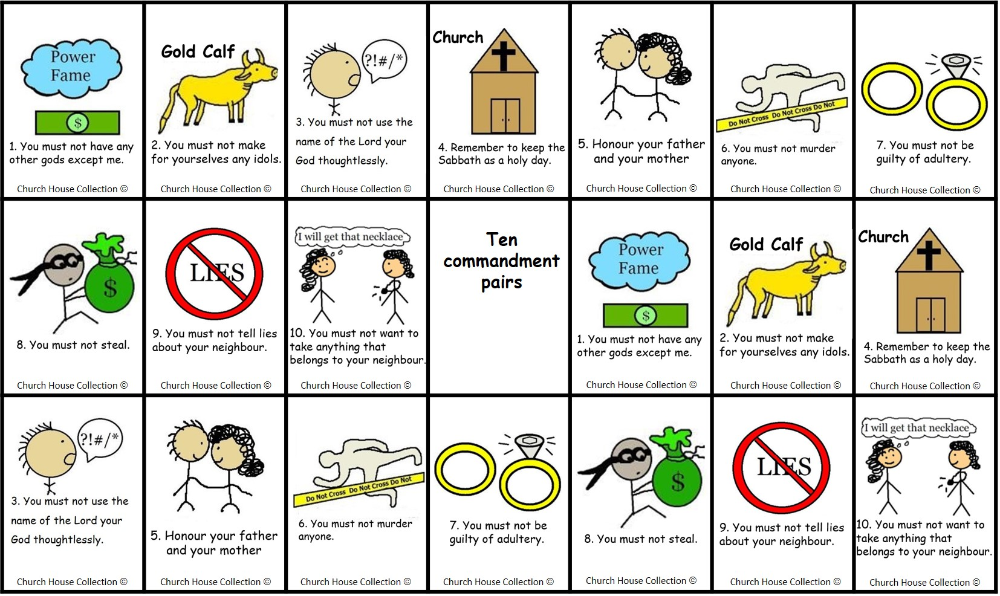 Power
Fame
$
1. You must not have any
other gods except me.
Church House Collection ©
Gold Calf
2. You must not make
for yourselves any idols.
Church House Collection ©
?!#/*
3. You must not use the
name of the Lord your
God thoughtlessly.
Church House Collection ©
Church
4. Remember to keep the
Sabbath as a holy day.
Church House Collection ©
5. Honour your father
and your mother
Church House Collection ©
Do Not Cross Do Not Cross Do Not
6. You must not murder
anyone.
Church House Collection ©
7. You must not be
guilty of adultery.
Church House Collection ©
$
8. You must not steal.
Church House Collection ©
LIES
9. You must not tell lies
about your neighbour.
Church House Collection ©
I will get that necklace
10. You must not want to
take anything that
belongs to your neighbour.
Church House Collection ©
Ten
commandment
pairs
Power
Fame
$
1. You must not have any
other gods except me.
Church House Collection ©
Gold Calf
2. You must not make
for yourselves any idols.
Church House Collection ©
Church
4. Remember to keep the
Sabbath as a holy day.
Church House Collection ©
?!#/*
3. You must not use the
name of the Lord your
God thoughtlessly.
Church House Collection ©
5. Honour your father
and your mother
Church House Collection ©
Do Not Cross Do Not Cross Do Not
6. You must not murder
anyone.
Church House Collection ©
7. You must not be
guilty of adultery.
Church House Collection ©
$
8. You must not steal.
Church House Collection ©
LIES
9. You must not tell lies
about your neighbour.
Church House Collection ©
I will get that necklace
10. You must not want to
take anything that
belongs to your neighbour.
Church House Collection ©